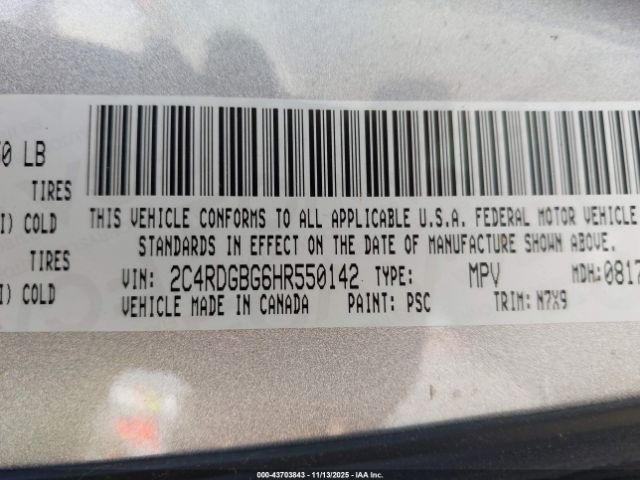 0 LB
TIRES
I) COLD
TIRES
I) COLD
THIS VEHICLE CONFORMS TO ALL APPLICABLE U.S.A. FEDERAL MOTOR VEHICLE
STANDARDS IN EFFECT ON THE DATE OF MANUFACTURE SHOWN ABOVE.
VIN: 2C4RDGBG6HR550142 TYPE: MPV MDH:0817
VEHICLE MADE IN CANADA PAINT: PSC TRIM: N7X9
000-43703843 | 11/13/2025 | IAA Inc.